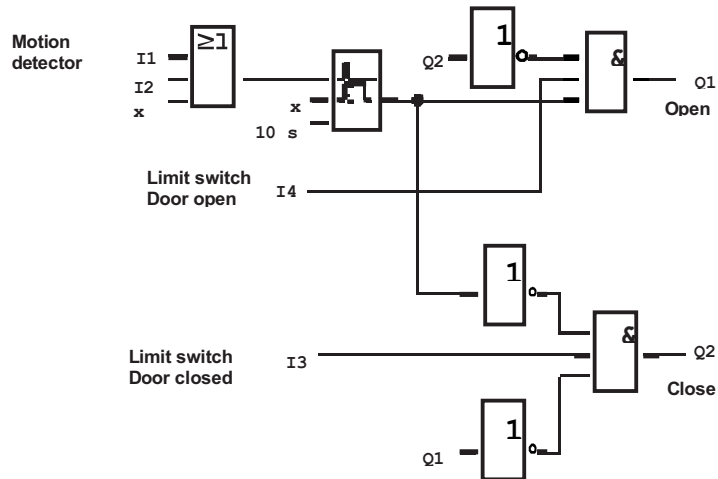 Motion
detector
I1
I2
x
≥1
x
10 s
Q2
1
&
Q1
Open
Limit switch
Door open
I4
1
Limit switch
Door closed
I3
&
Q2
Close
1
Q1